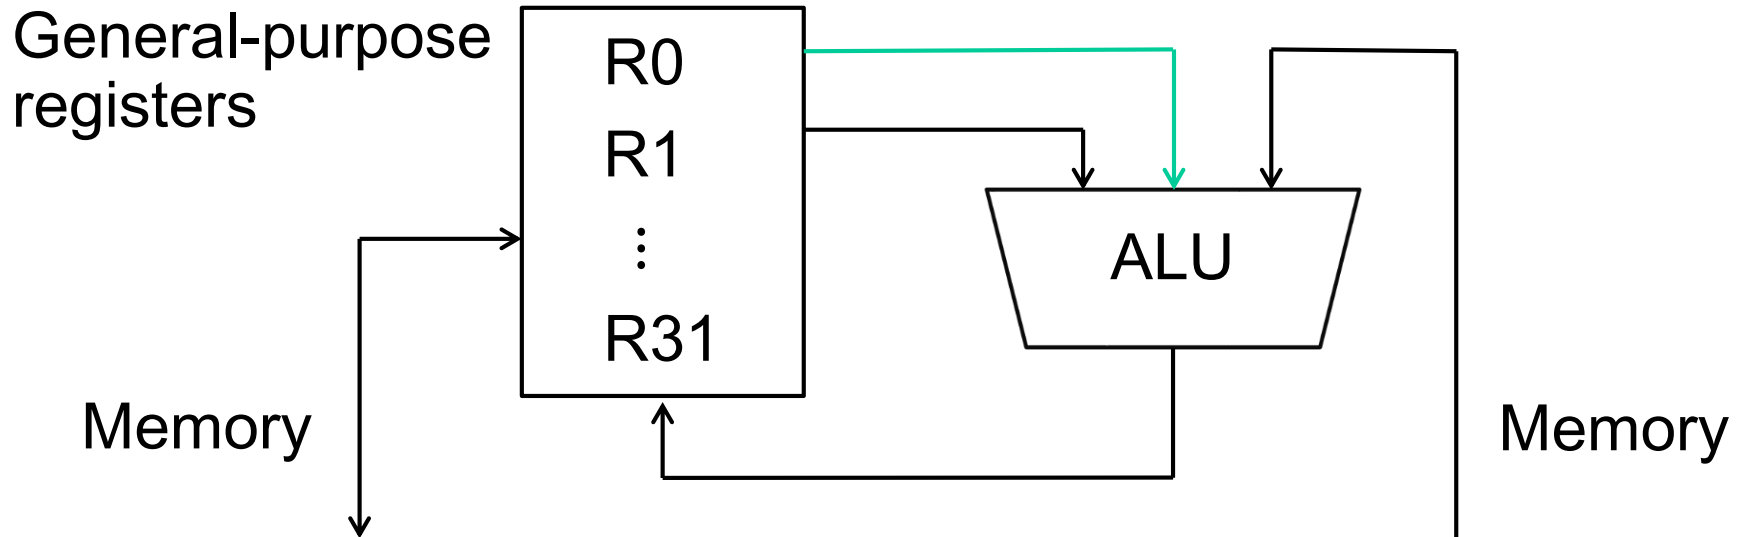 General-purpose
registers
R0
R1
⋮
R31
ALU
Memory
Memory